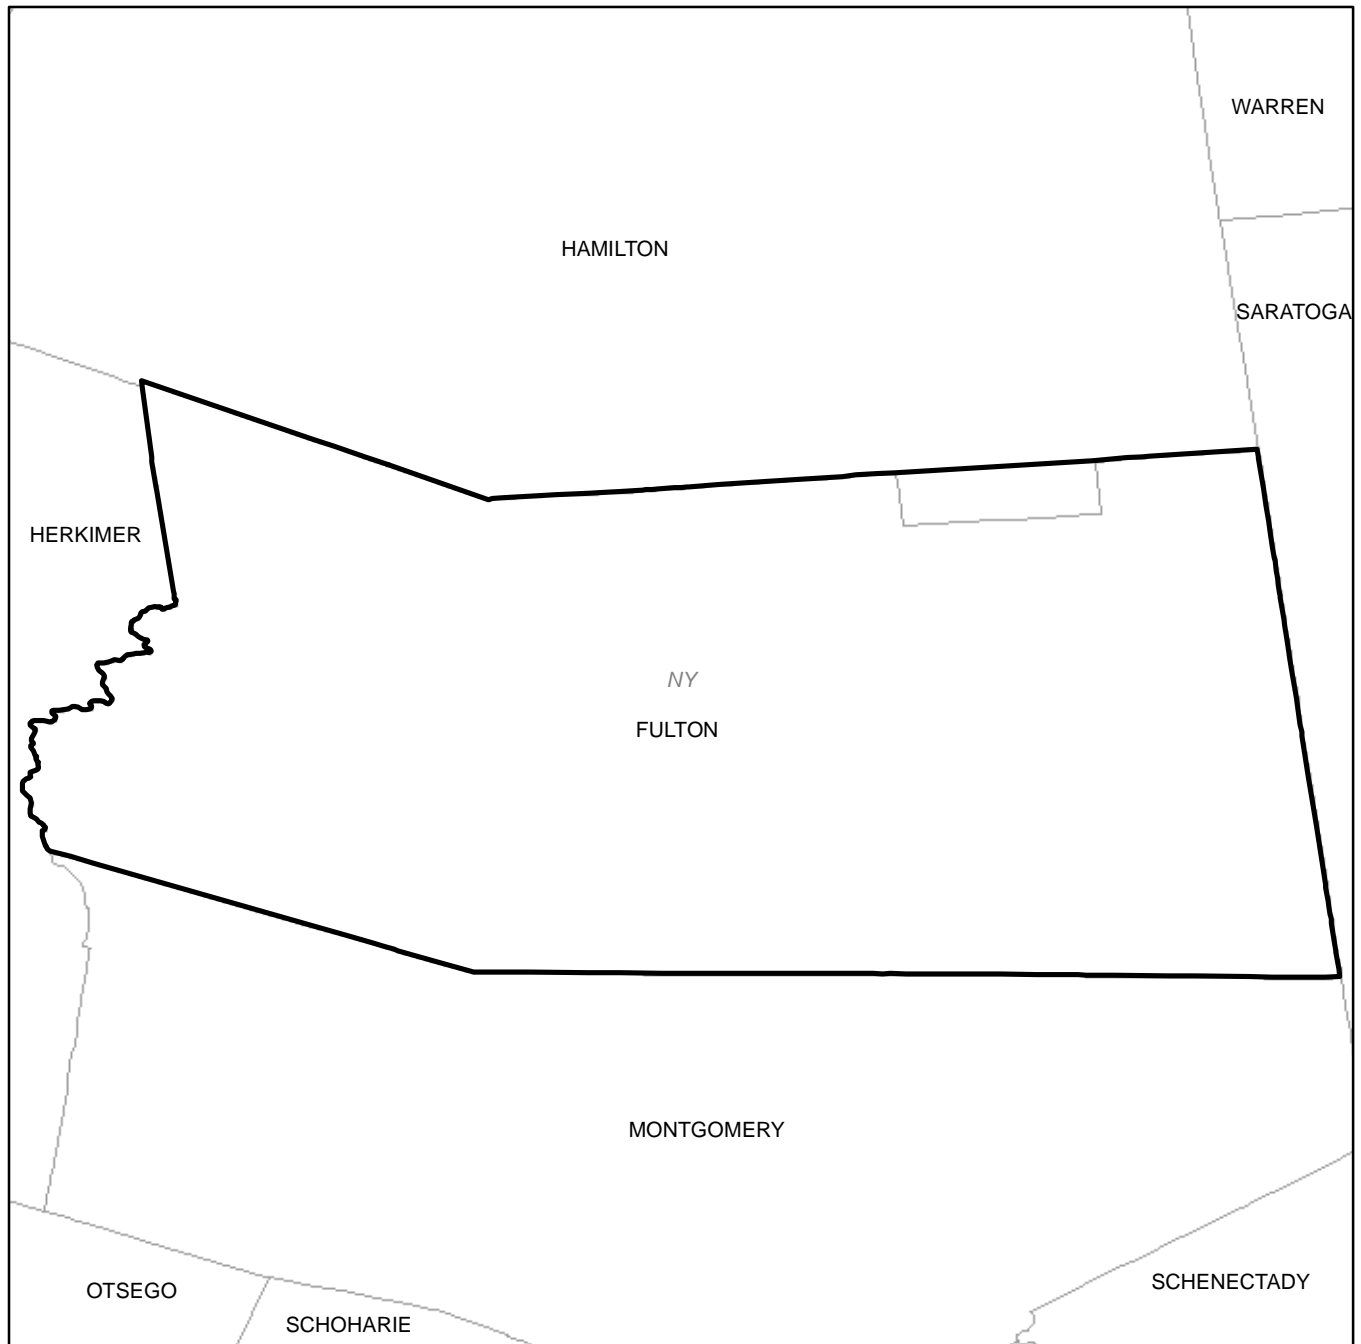 WARREN
HAMILTON
SARATOGA
HERKIMER
NY
FULTON
MONTGOMERY
SCHENECTADY
OTSEGO
SCHOHARIE